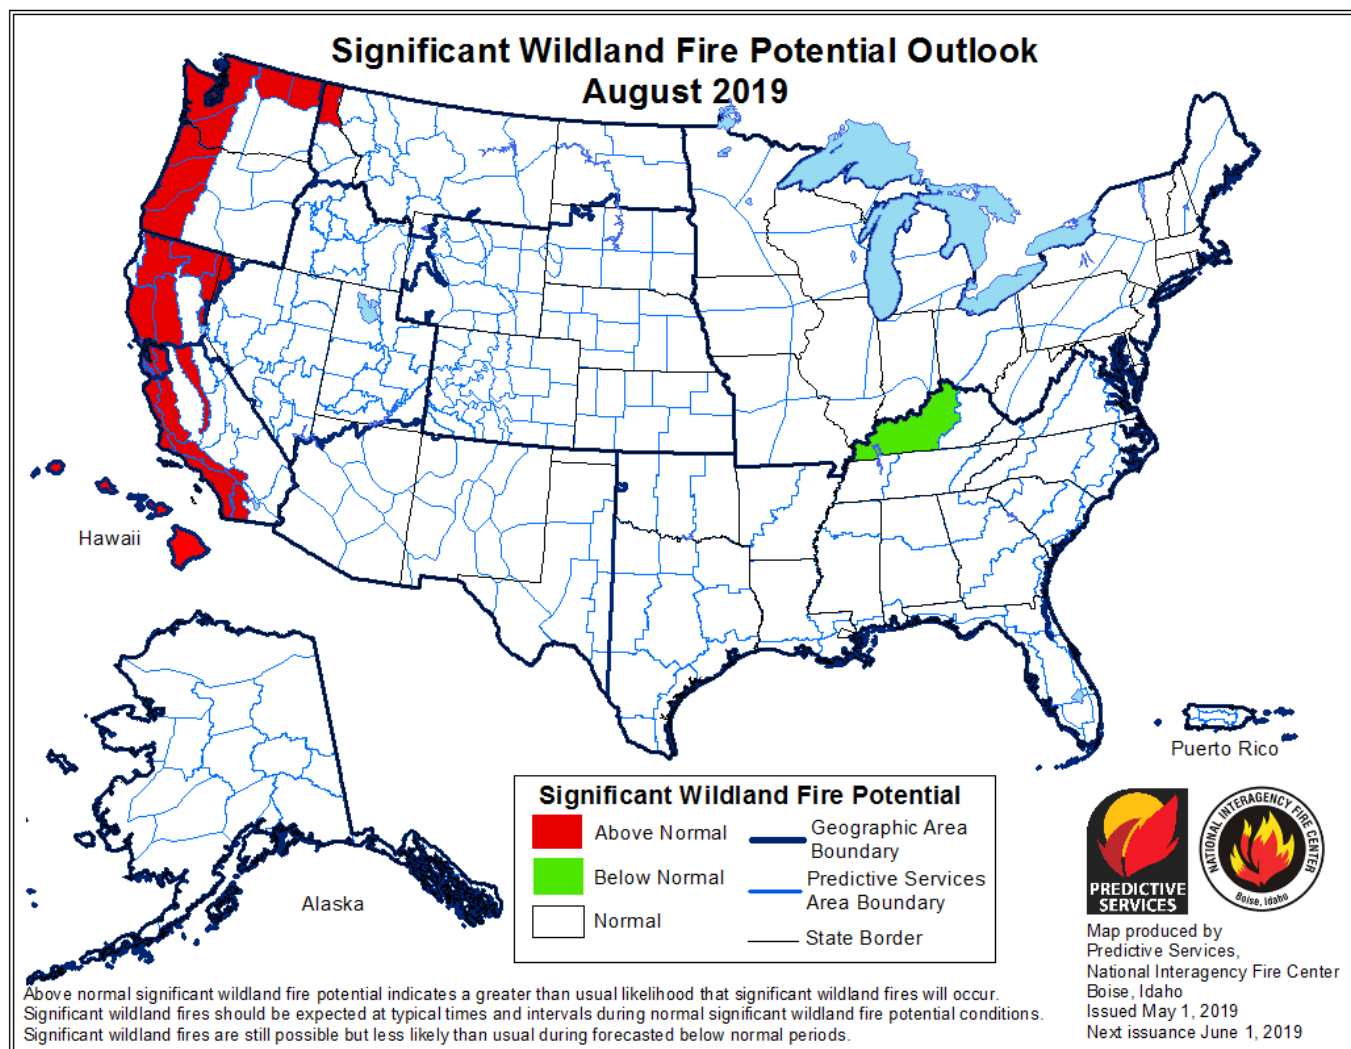 Significant Wildland Fire Potential Outlook
August 2019
Hawaii
Alaska
Puerto Rico
Significant Wildland Fire Potential
Above Normal
Below Normal
Normal
Geographic Area
Boundary
Predictive Services
Area Boundary
State Border
PREDICTIVE
SERVICES
NATIONAL INTERAGENCY FIRE CENTER
Boise, Idaho
Map produced by
Predictive Services,
National Interagency Fire Center
Boise, Idaho
Issued May 1, 2019
Next issuance June 1, 2019
Above normal significant wildland fire potential indicates a greater than usual likelihood that significant wildland fires will occur.
Significant wildland fires should be expected at typical times and intervals during normal significant wildland fire potential conditions.
Significant wildland fires are still possible but less likely than usual during forecasted below normal periods.